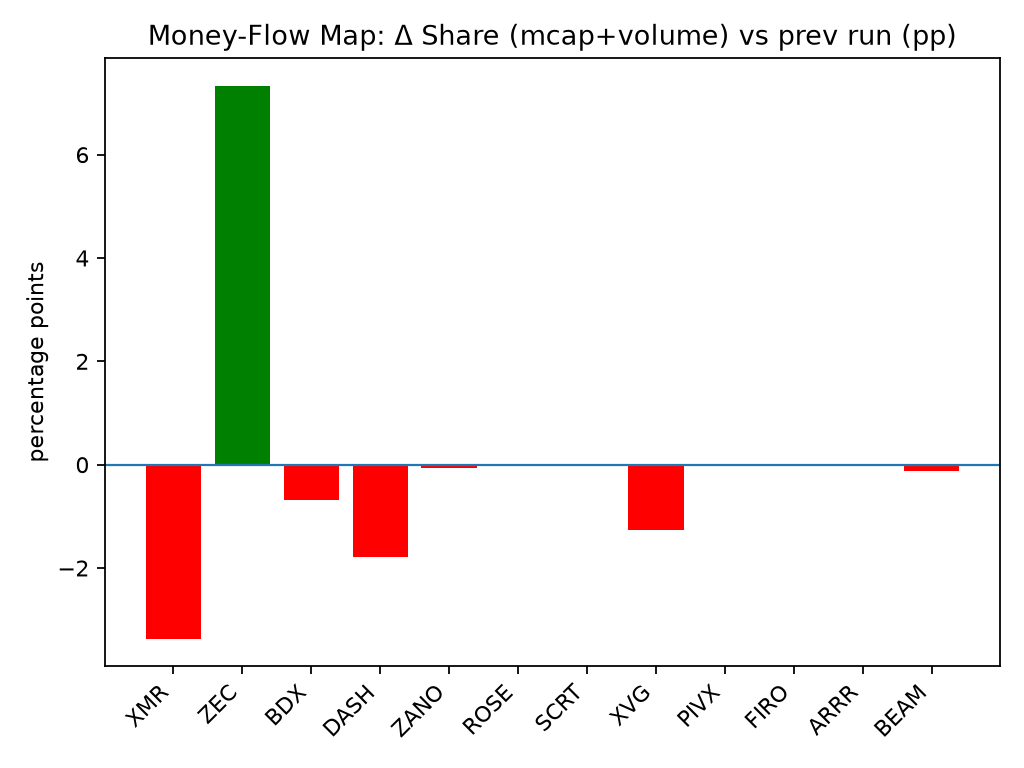 Money-Flow Map: Δ Share (mcap+volume) vs prev run (pp)
percentage points
6
4
2
0
−2
XMR
ZEC
BDX
DASH
ZANO
ROSE
SCRT
XVG
PIVX
FIRO
ARRR
BEAM